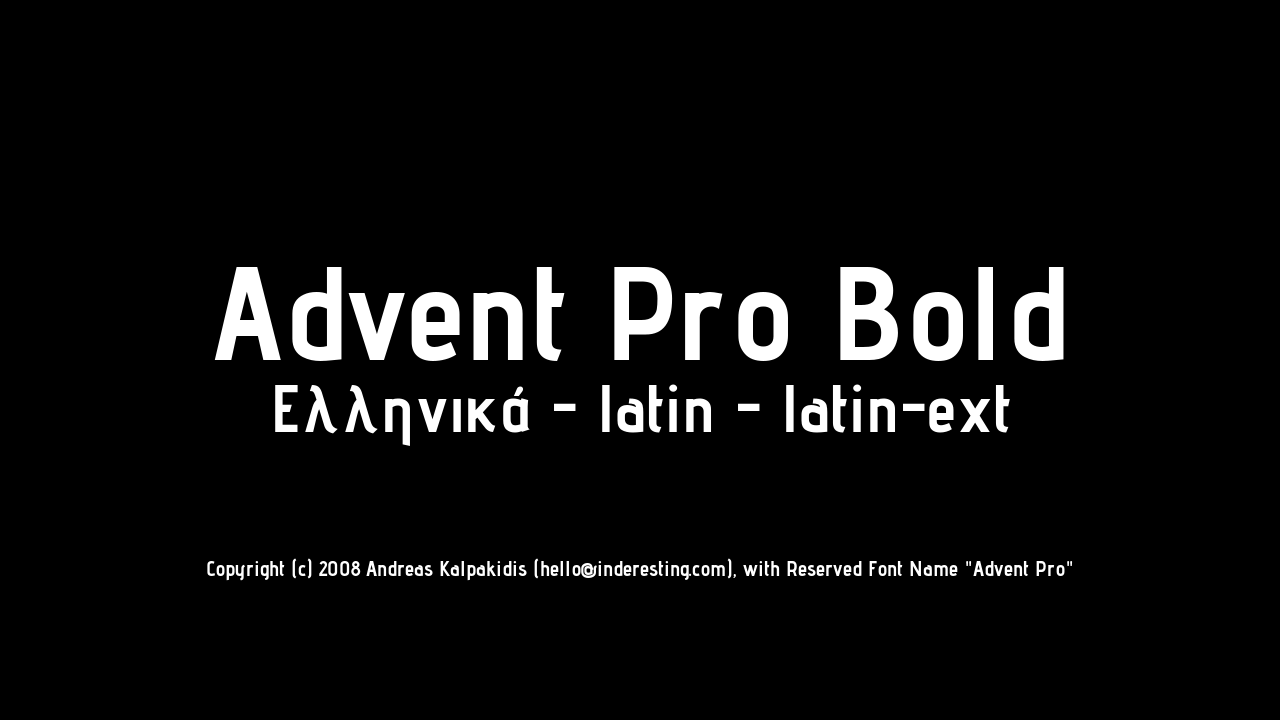 Advent Pro Bold
Ελληνικά - latin - latin-ext
Copyright (c) 2008 Andreas Kalpakidis (hello@inderesting.com), with Reserved Font Name "Advent Pro"